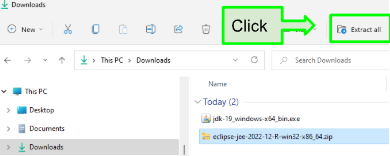 Downloads
New
Click
Extract all
This PC > Downloads
Search Downloads
This PC
Name
Desktop
Today (2)
Documents
jdk-19_windows-x64_bin.exe
Downloads
eclipse-jee-2022-12-R-win32-x86_64.zip